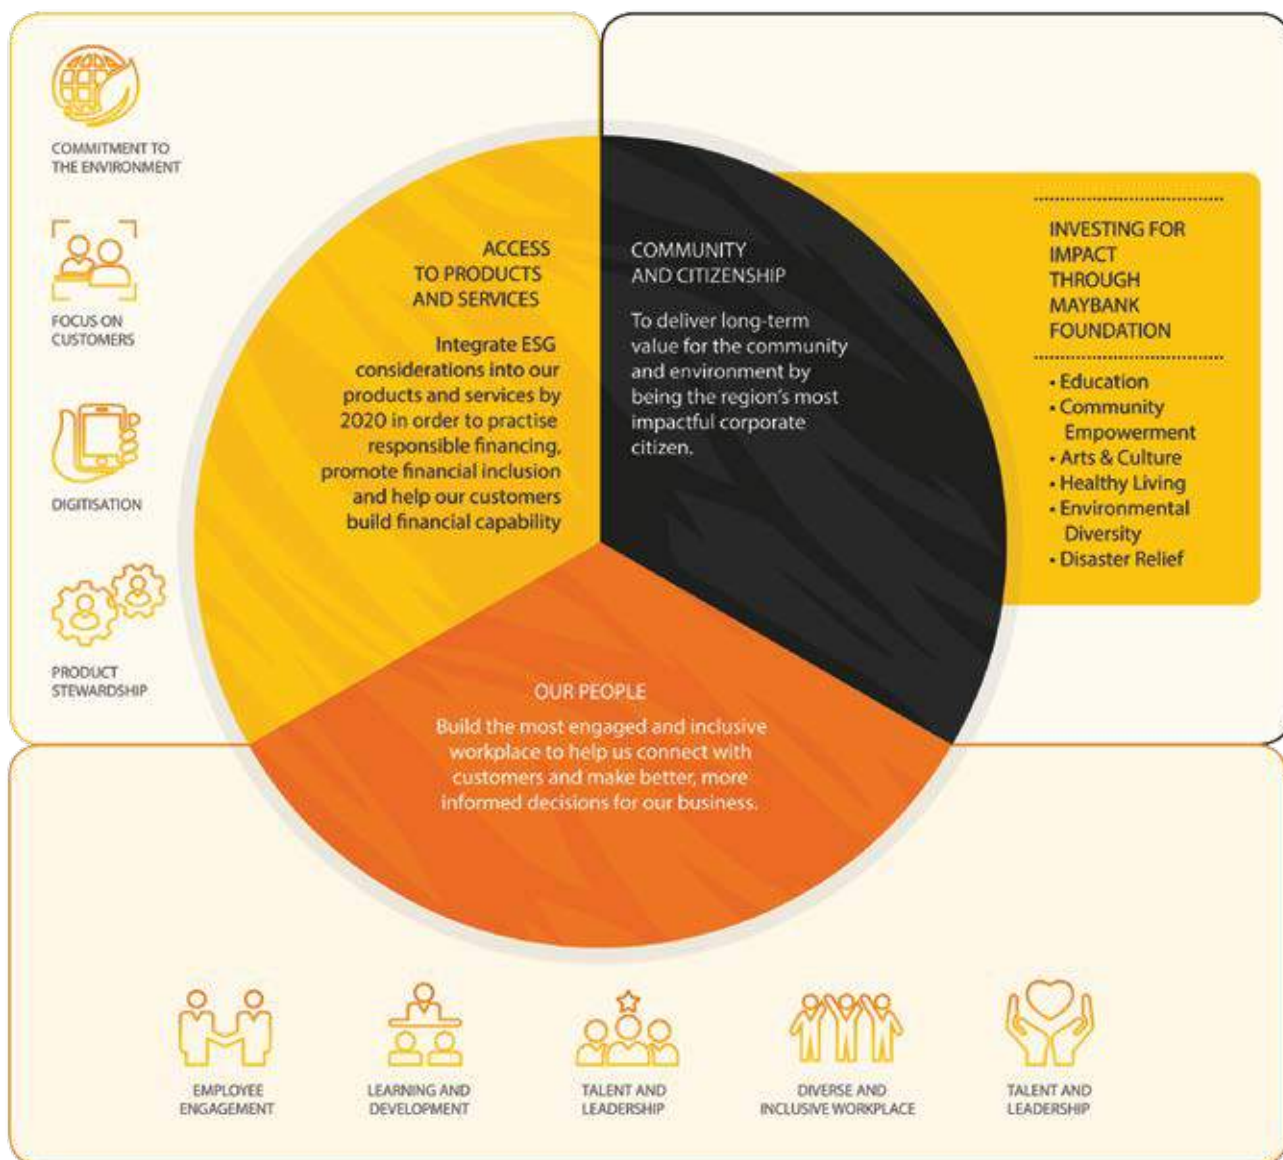 COMMITMENT TO
THE ENVIRONMENT
FOCUS ON
CUSTOMERS
DIGITISATION
PRODUCT
STEWARDSHIP
ACCESS
TO PRODUCTS
AND SERVICES
Integrate ESG
considerations into our
products and services by
2020 in order to practise
responsible financing,
promote financial inclusion
and help our customers
build financial capability
COMMUNITY
AND CITIZENSHIP
To deliver long-term
value for the community
and environment by
being the region's most
impactful corporate
citizen.
INVESTING FOR
IMPACT
THROUGH
MAYBANK
FOUNDATION
• Education
• Community
Empowerment
• Arts & Culture
• Healthy Living
• Environmental
Diversity
• Disaster Relief
OUR PEOPLE
Build the most engaged and inclusive
workplace to help us connect with
customers and make better, more
informed decisions for our business.
EMPLOYEE
ENGAGEMENT
LEARNING AND
DEVELOPMENT
TALENT AND
LEADERSHIP
DIVERSE AND
INCLUSIVE WORKPLACE
TALENT AND
LEADERSHIP